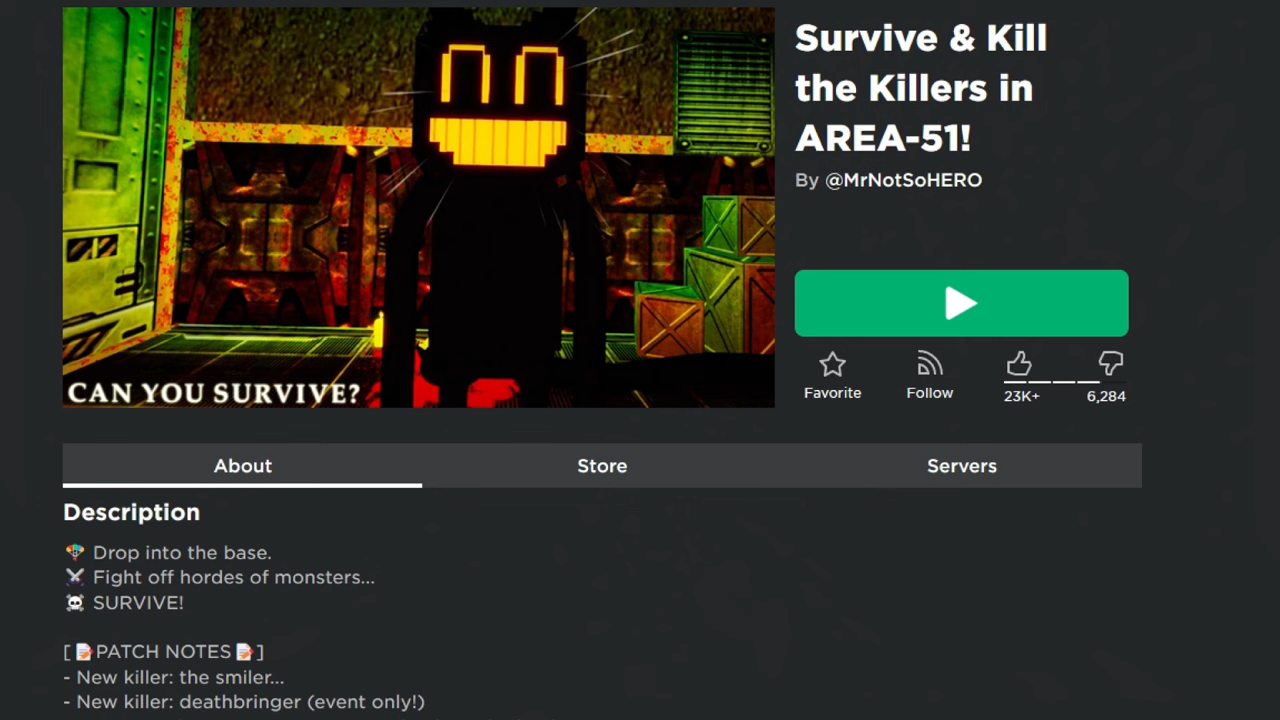 Survive & Kill
the Killers in
AREA-51!
By @MrNotSoHERO
CAN YOU SURVIVE?
Favorite
Follow
23K+
6,284
About
Store
Servers
Description
🪂 Drop into the base.
⚔️ Fight off hordes of monsters...
☠️ SURVIVE!
[ 📝PATCH NOTES 📝 ]
- New killer: the smiler...
- New killer: deathbringer (event only!)